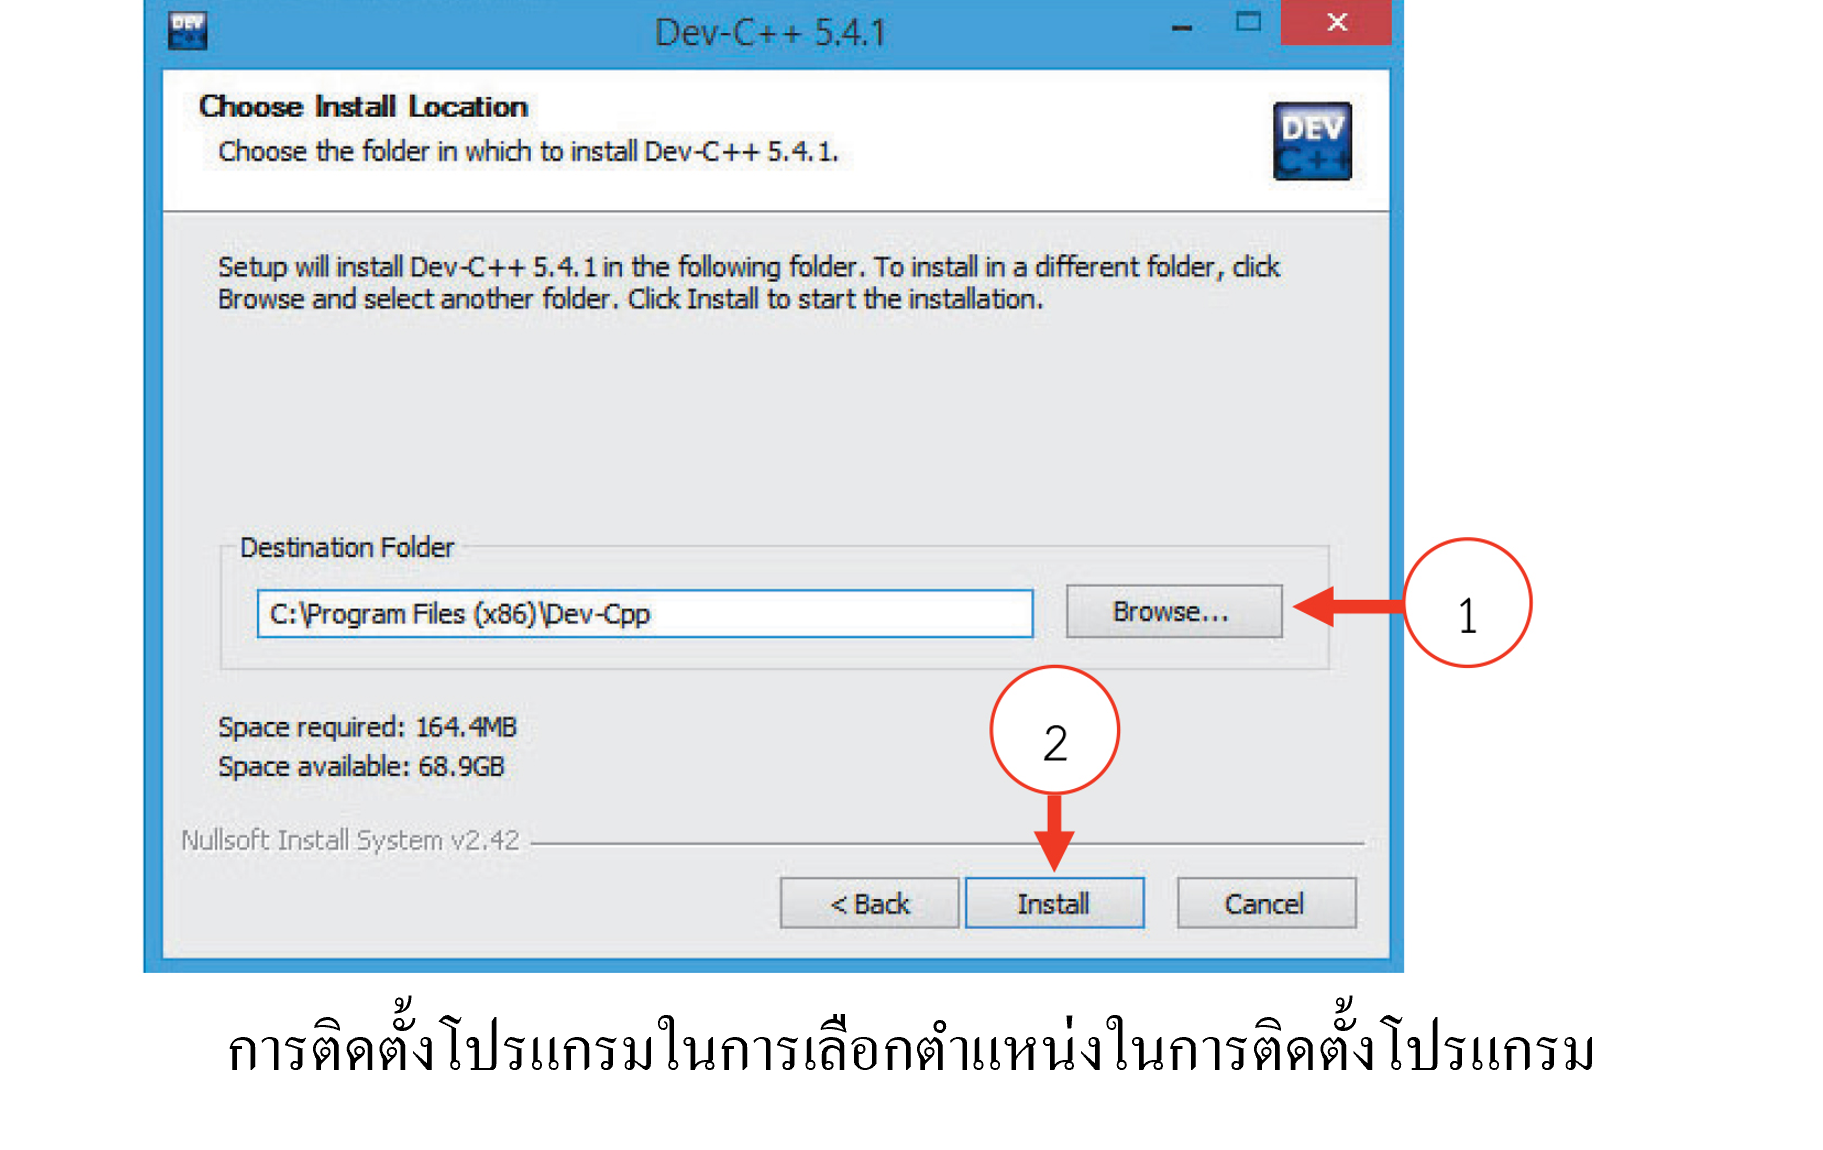 DEV
C++
Dev-C++ 5.4.1
Choose Install Location
Choose the folder in which to install Dev-C++ 5.4.1.
DEV
C++
Setup will install Dev-C++ 5.4.1 in the following folder. To install in a different folder, click
Browse and select another folder. Click Install to start the installation.
Destination Folder
C:\Program Files (x86)\Dev-Cpp
Browse...
1
Space required: 164.4MB
Space available: 68.9GB
2
Nullsoft Install System v2.42
< Back
Install
Cancel
การติดตั้งโปรแกรมในการเลือกตำแหน่งในการติดตั้งโปรแกรม